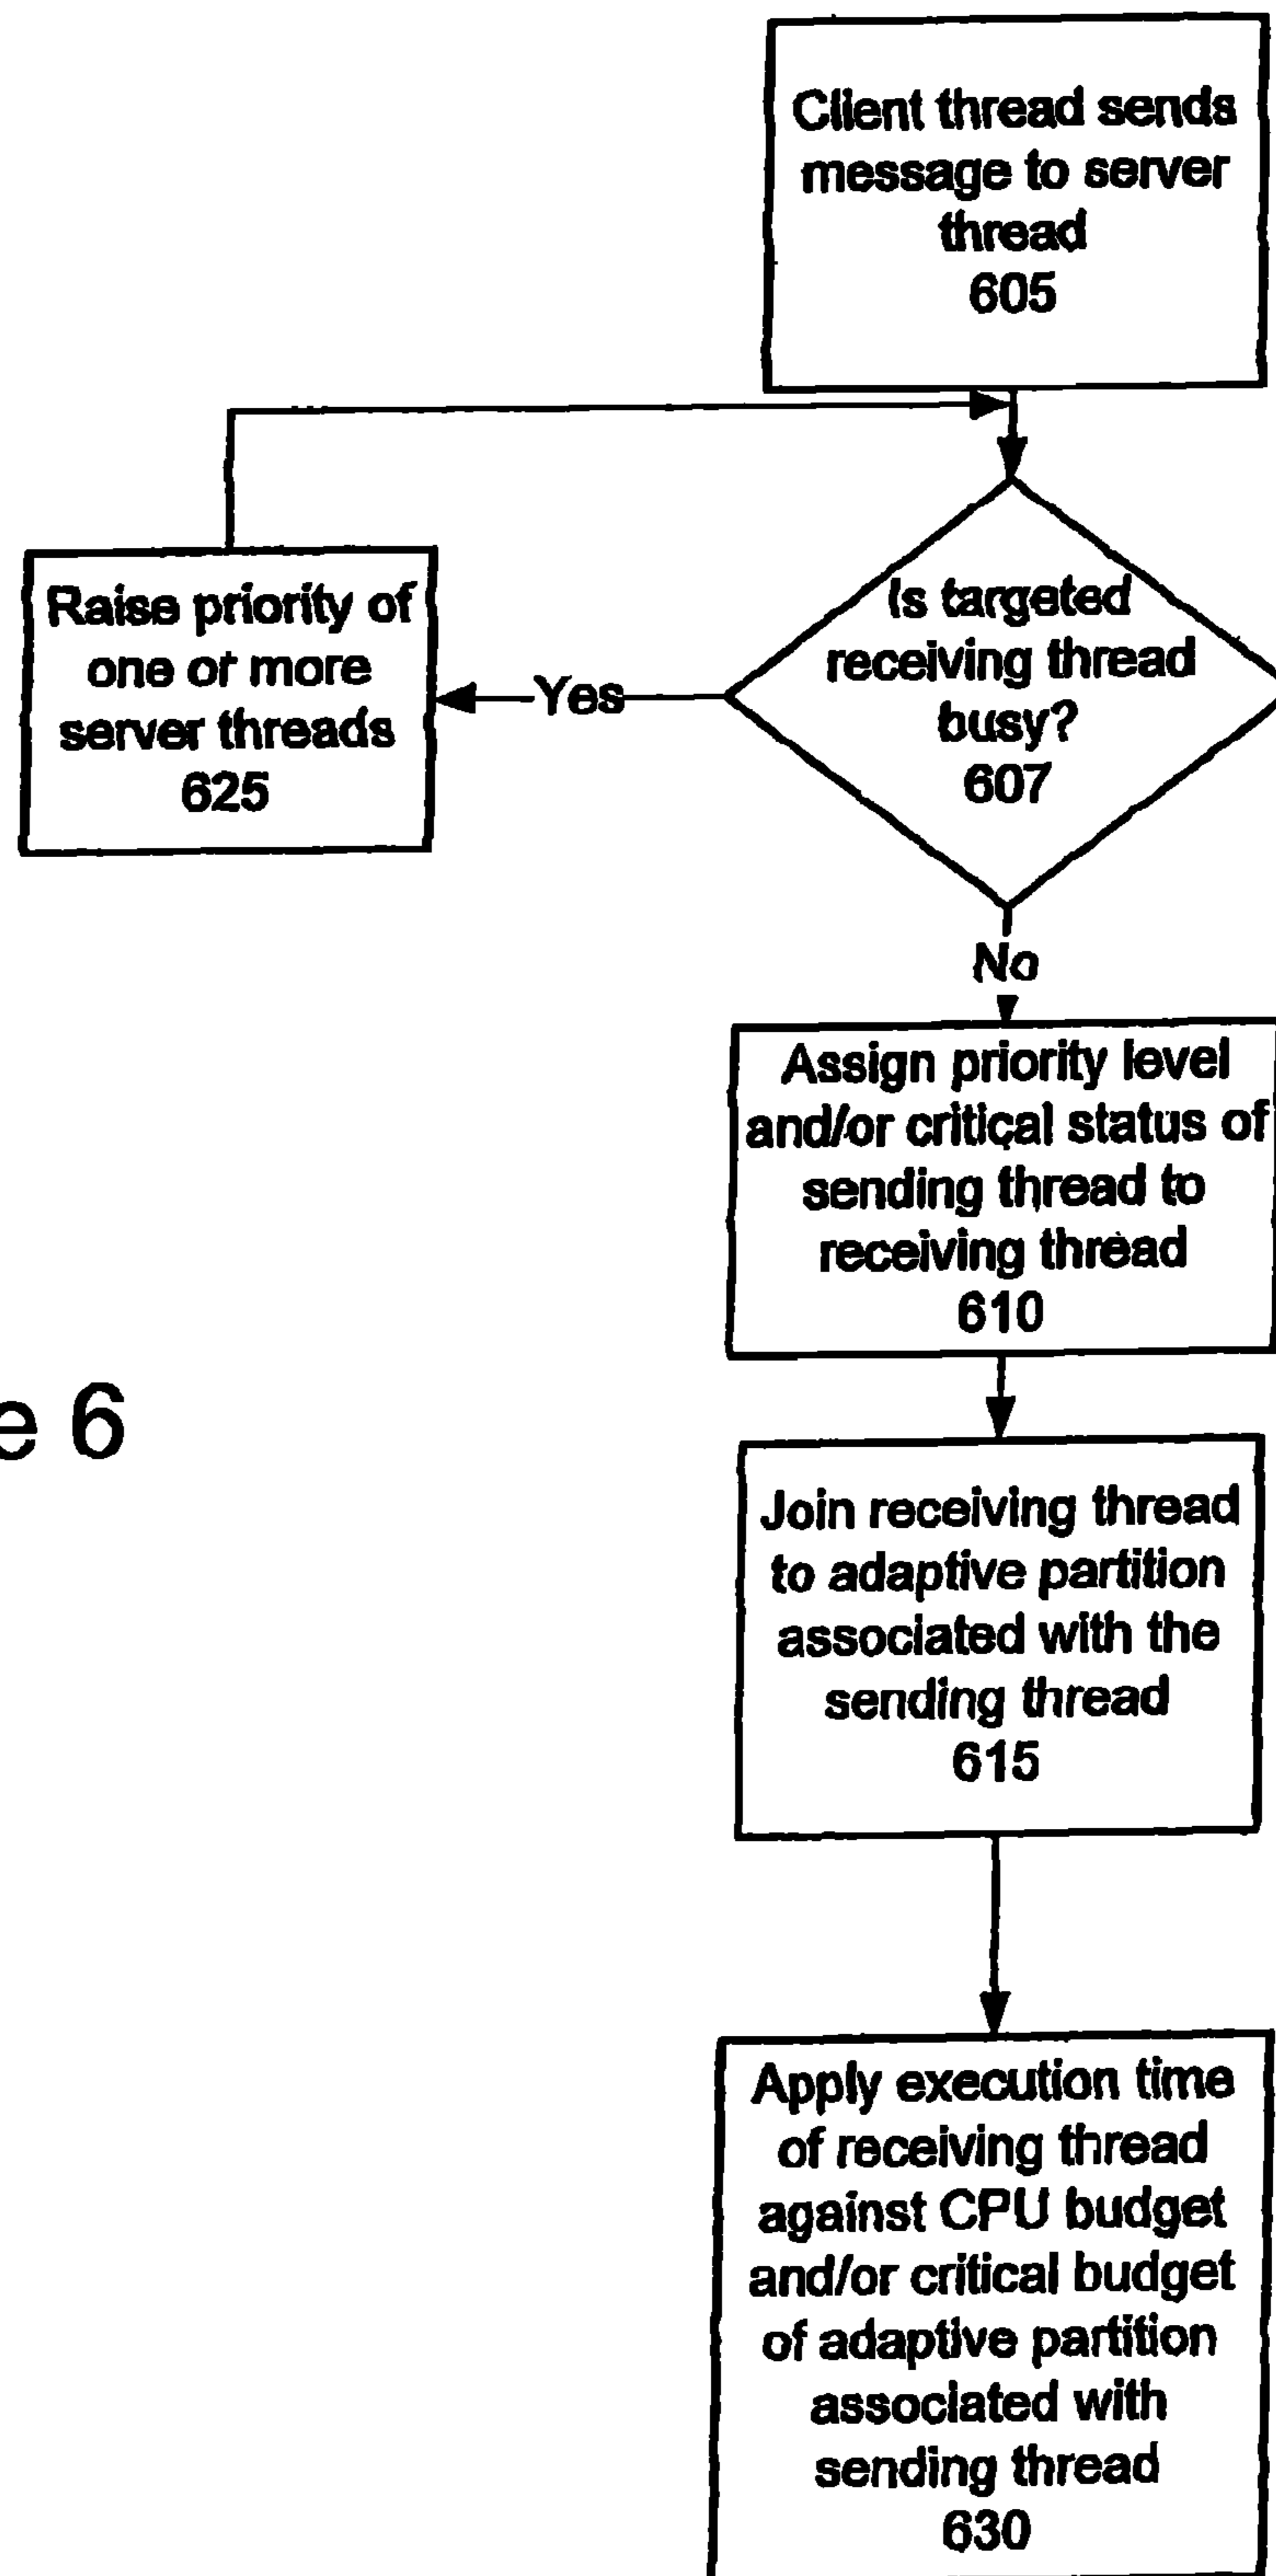 Client thread sends
message to server
thread
605
Is targeted
receiving thread
busy?
607
Yes
Raise priority of
one or more
server threads
625
No
Assign priority level
and/or critical status of
sending thread to
receiving thread
610
Join receiving thread
to adaptive partition
associated with the
sending thread
615
e 6
Apply execution time
of receiving thread
against CPU budget
and/or critical budget
of adaptive partition
associated with
sending thread
630